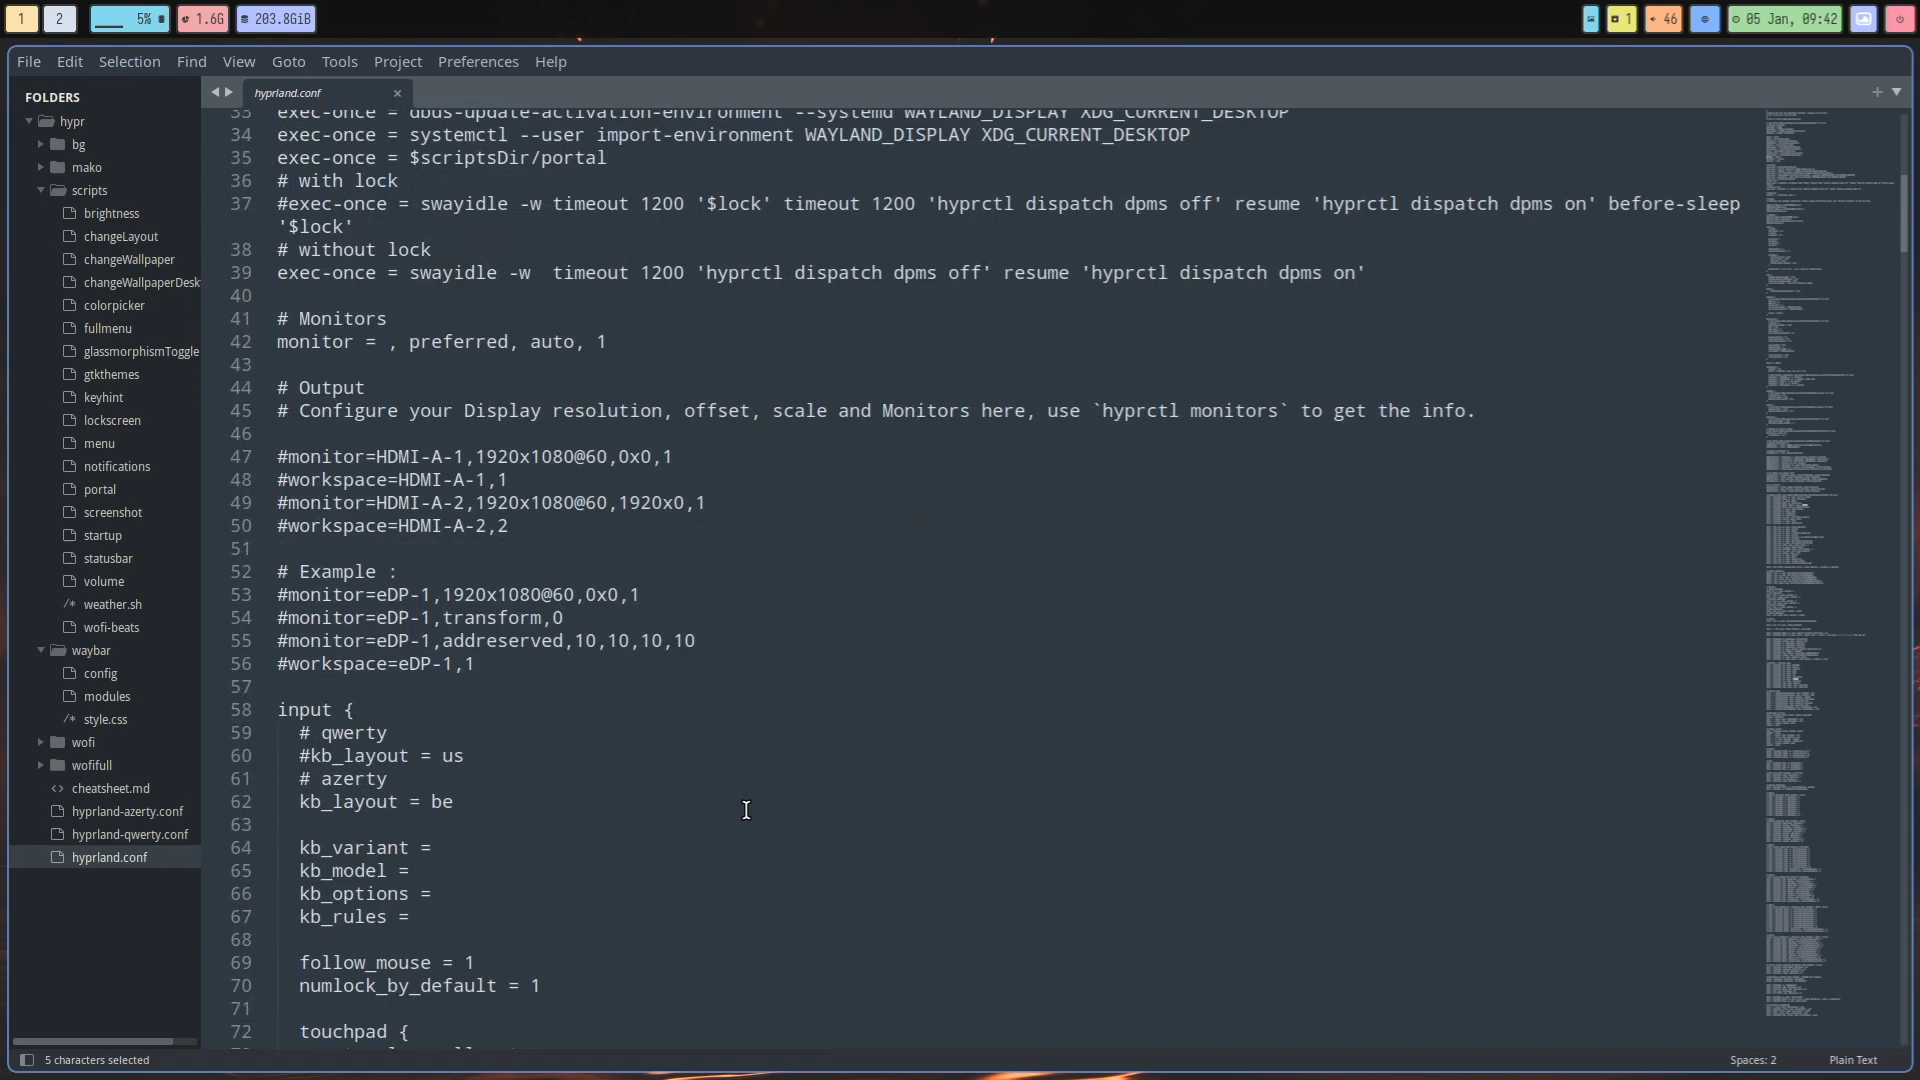 1 2 5% 1.6G 203.8GiB 1 46 05 Jan, 09:42
File Edit Selection Find View Goto Tools Project Preferences Help
FOLDERS
hypr
bg
mako
scripts
brightness
changeLayout
changeWallpaper
changeWallpaperDesk
colorpicker
fullmenu
glassmorphismToggle
gtkthemes
keyhint
lockscreen
menu
notifications
portal
screenshot
startup
statusbar
volume
/* weather.sh
wofi-beats
waybar
config
modules
/* style.css
wofi
wofifull
<> cheatsheet.md
hyprland-azerty.conf
hyprland-qwerty.conf
hyprland.conf
hyprland.conf ×
33 exec-once = dbus-update-activation-environment --systemd WAYLAND_DISPLAY XDG_CURRENT_DESKTOP
34 exec-once = systemctl --user import-environment WAYLAND_DISPLAY XDG_CURRENT_DESKTOP
35 exec-once = $scriptsDir/portal
36 # with lock
37 #exec-once = swayidle -w timeout 1200 '$lock' timeout 1200 'hyprctl dispatch dpms off' resume 'hyprctl dispatch dpms on' before-sleep
'$lock'
38 # without lock
39 exec-once = swayidle -w  timeout 1200 'hyprctl dispatch dpms off' resume 'hyprctl dispatch dpms on'
40
41 # Monitors
42 monitor = , preferred, auto, 1
43
44 # Output
45 # Configure your Display resolution, offset, scale and Monitors here, use `hyprctl monitors` to get the info.
46
47 #monitor=HDMI-A-1,1920x1080@60,0x0,1
48 #workspace=HDMI-A-1,1
49 #monitor=HDMI-A-2,1920x1080@60,1920x0,1
50 #workspace=HDMI-A-2,2
51
52 # Example :
53 #monitor=eDP-1,1920x1080@60,0x0,1
54 #monitor=eDP-1,transform,0
55 #monitor=eDP-1,addreserved,10,10,10,10
56 #workspace=eDP-1,1
57
58 input {
59 # qwerty
60 #kb_layout = us
61 # azerty
62 kb_layout = be
63
64 kb_variant =
65 kb_model =
66 kb_options =
67 kb_rules =
68
69 follow_mouse = 1
70 numlock_by_default = 1
71
72 touchpad {
5 characters selected
Spaces: 2 Plain Text